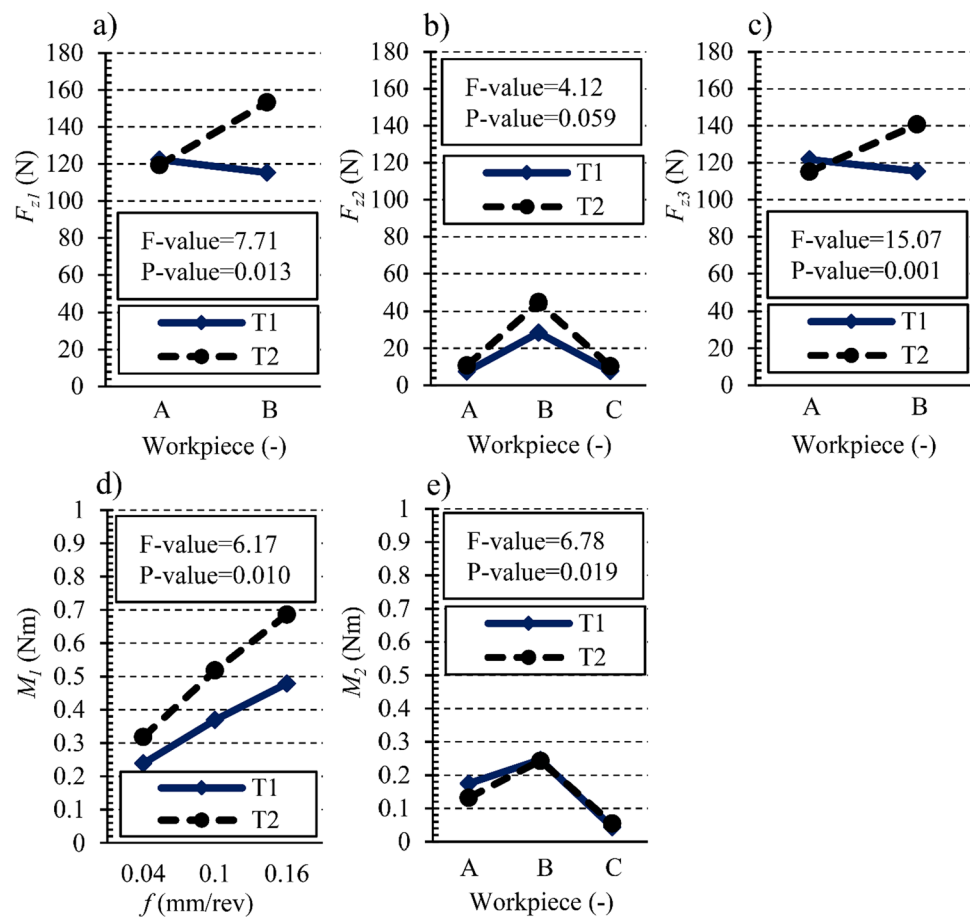 a)
180
160
140
120
100
80
60
40
20
0
F_z1 (N)
F-value=7.71
P-value=0.013
T1
T2
A B
Workpiece (-)
b)
180
160
140
120
100
80
60
40
20
0
F_z2 (N)
F-value=4.12
P-value=0.059
T1
T2
A B C
Workpiece (-)
c)
180
160
140
120
100
80
60
40
20
0
F_z3 (N)
F-value=15.07
P-value=0.001
T1
T2
A B
Workpiece (-)
d)
1
0.9
0.8
0.7
0.6
0.5
0.4
0.3
0.2
0.1
0
M_1 (Nm)
F-value=6.17
P-value=0.010
T1
T2
0.04 0.1 0.16
f (mm/rev)
e)
1
0.9
0.8
0.7
0.6
0.5
0.4
0.3
0.2
0.1
0
M_2 (Nm)
F-value=6.78
P-value=0.019
T1
T2
A B C
Workpiece (-)